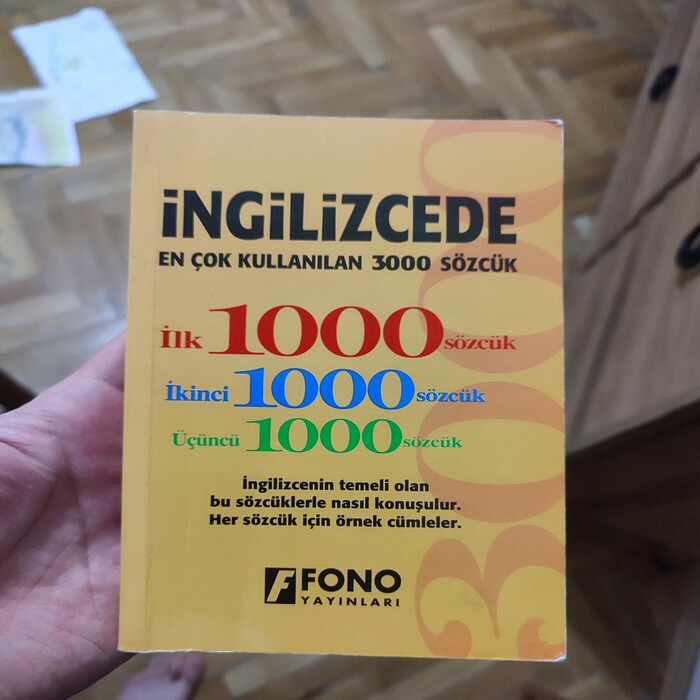 İNGİLİZCEDE
EN ÇOK KULLANILAN 3000 SÖZCÜK
İlk 1000 sözcük
İkinci 1000 sözcük
Üçüncü 1000 sözcük
İngilizcenin temeli olan
bu sözcüklerle nasıl konuşulur.
Her sözcük için örnek cümleler.
F FONO
YAYINLARI
3000